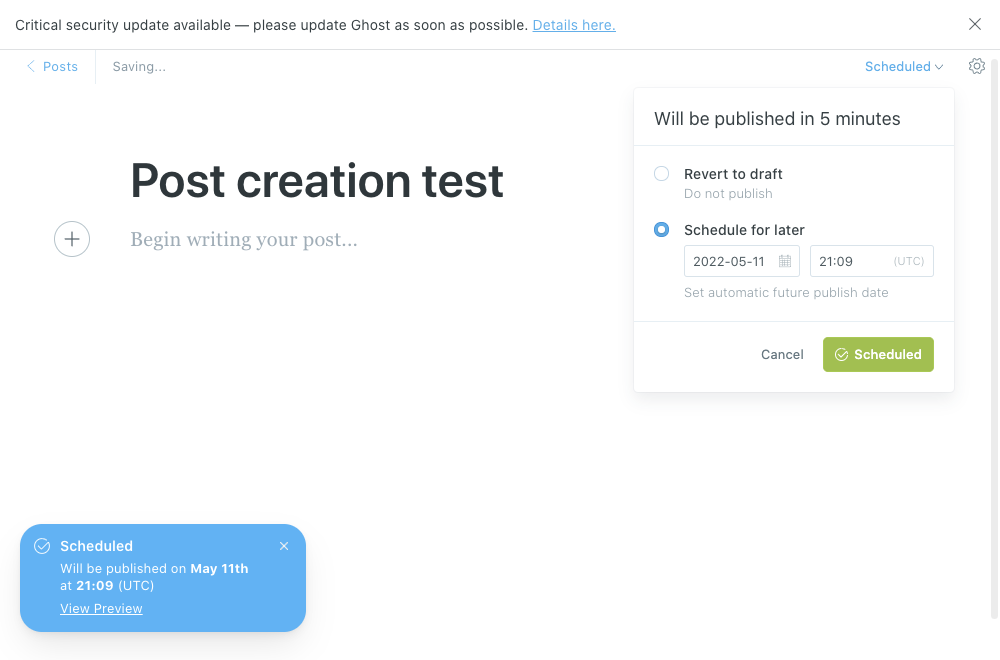 Critical security update available — please update Ghost as soon as possible. Details here.
Posts
Saving...
Scheduled
Will be published in 5 minutes
Post creation test
Revert to draft
Do not publish
Begin writing your post...
Schedule for later
2022-05-11
21:09 (UTC)
Set automatic future publish date
Cancel
Scheduled
Scheduled
Will be published on May 11th
at 21:09 (UTC)
View Preview